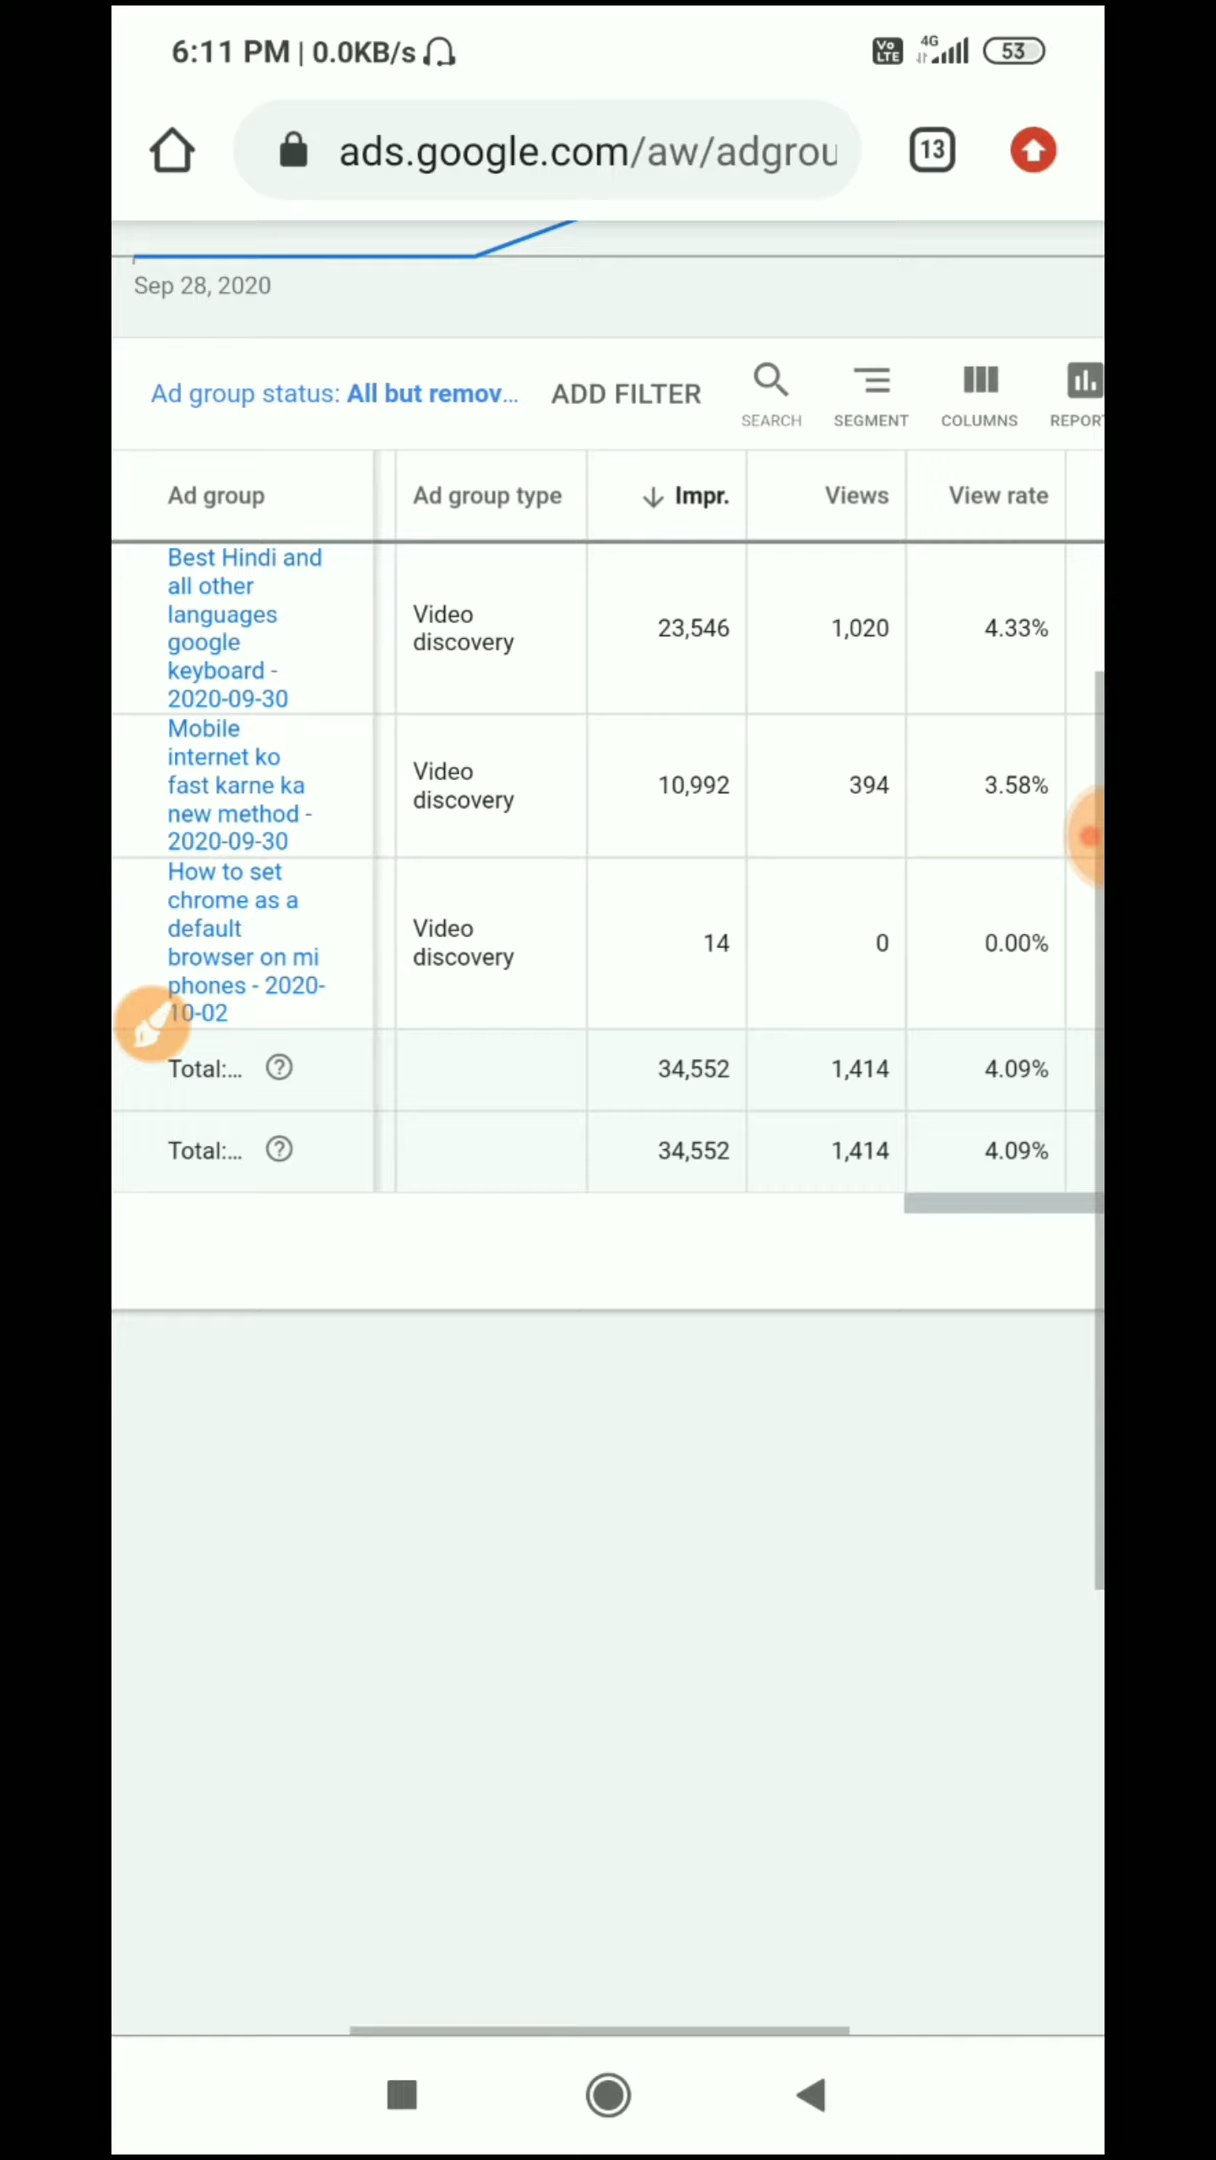 6:11 PM | 0.0KB/s
Vo LTE
4G
53
ads.google.com/aw/adgrou
13
Sep 28, 2020
Ad group status: All but remov...
ADD FILTER
SEARCH
SEGMENT
COLUMNS
REPOR
Ad group
Ad group type
Impr.
Views
View rate
Best Hindi and
all other
languages
google
keyboard -
2020-09-30
Video
discovery
23,546
1,020
4.33%
Mobile
internet ko
fast karne ka
new method -
2020-09-30
Video
discovery
10,992
394
3.58%
How to set
chrome as a
default
browser on mi
phones - 2020-
10-02
Video
discovery
14
0
0.00%
Total:...
?
34,552
1,414
4.09%
Total:...
?
34,552
1,414
4.09%